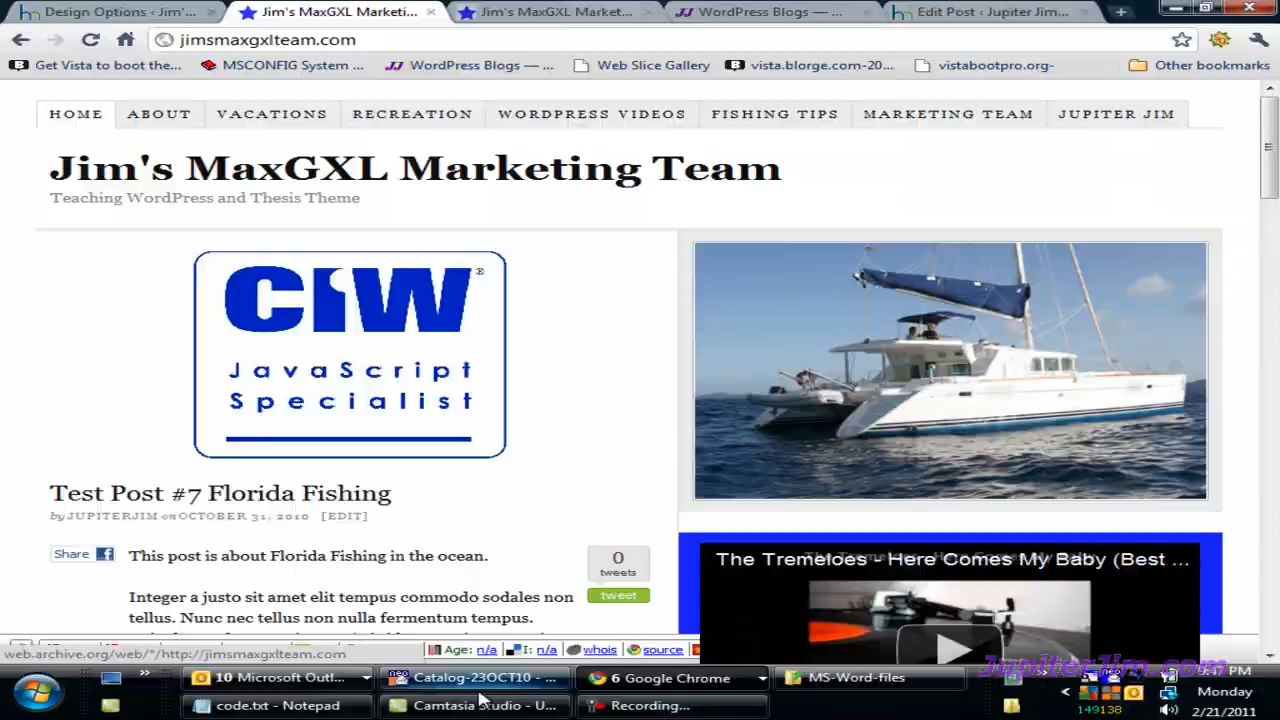 Design Options ‹ Jim'...
Jim's MaxGXL Marketi...
Jim's MaxGXL Market...
WordPress Blogs — ...
Edit Post ‹ Jupiter Jim...
jimsmaxgxlteam.com
Get Vista to boot the...
MSCONFIG System ...
WordPress Blogs — ...
Web Slice Gallery
vista.blorge.com-20...
vistabootpro.org-
Other bookmarks
HOME
ABOUT
VACATIONS
RECREATION
WORDPRESS VIDEOS
FISHING TIPS
MARKETING TEAM
JUPITER JIM
Jim's MaxGXL Marketing Team
Teaching WordPress and Thesis Theme
CIW®
JavaScript
Specialist
Test Post #7 Florida Fishing
by JUPITERJIM on OCTOBER 31, 2010 [EDIT]
Share
This post is about Florida Fishing in the ocean.
0
tweets
tweet
Integer a justo sit amet elit tempus commodo sodales non
tellus. Nunc nec tellus non nulla fermentum tempus.
The Tremeloes - Here Comes My Baby (Best ...
web.archive.org/web/*/http://jimsmaxgxlteam.com
Age: n/a
I: n/a
whois
source
JupiterJim.com
10 Microsoft Outl...
Catalog-23OCT10 - ...
6 Google Chrome
MS-Word-files
code.txt - Notepad
Camtasia Studio - U...
Recording...
149138
Monday
2/21/2011